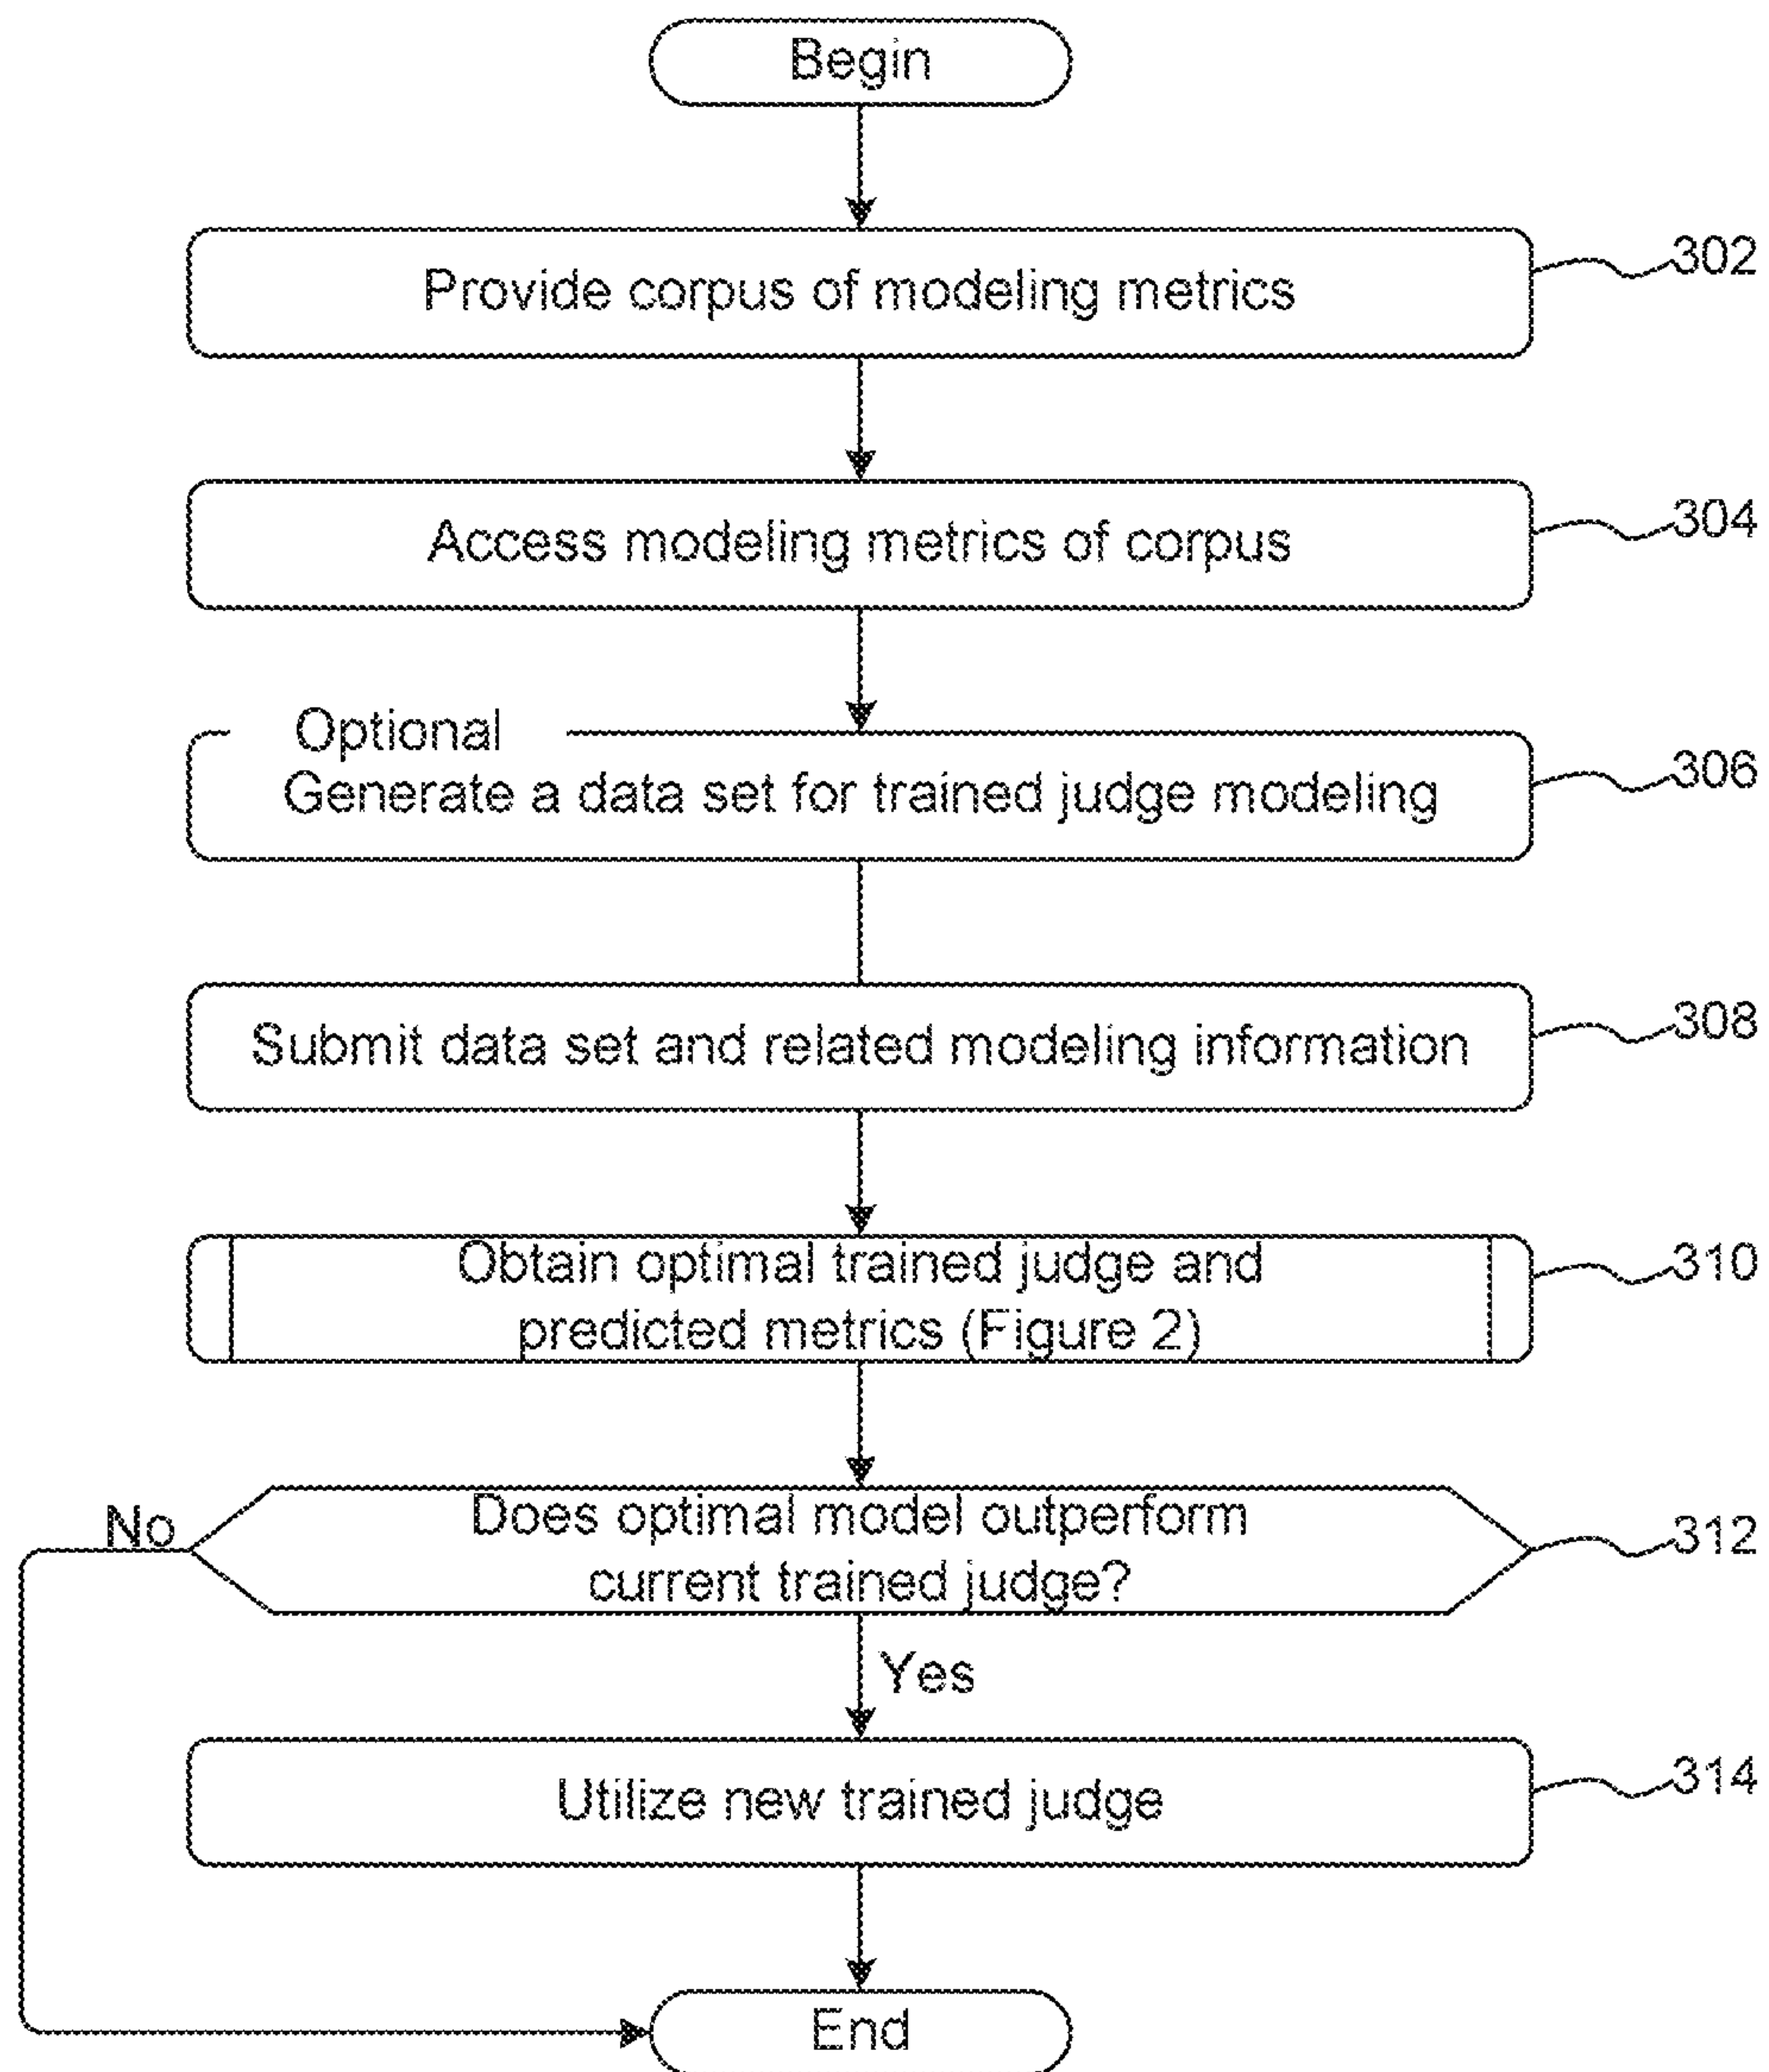 Begin
Provide corpus of modeling metrics
302
Access modeling metrics of corpus
304
Optional
Generate a data set for trained judge modeling
306
Submit data set and related modeling information
308
Obtain optimal trained judge and
predicted metrics (Figure 2)
310
Does optimal model outperform
current trained judge?
312
No
Yes
Utilize new trained judge
314
End